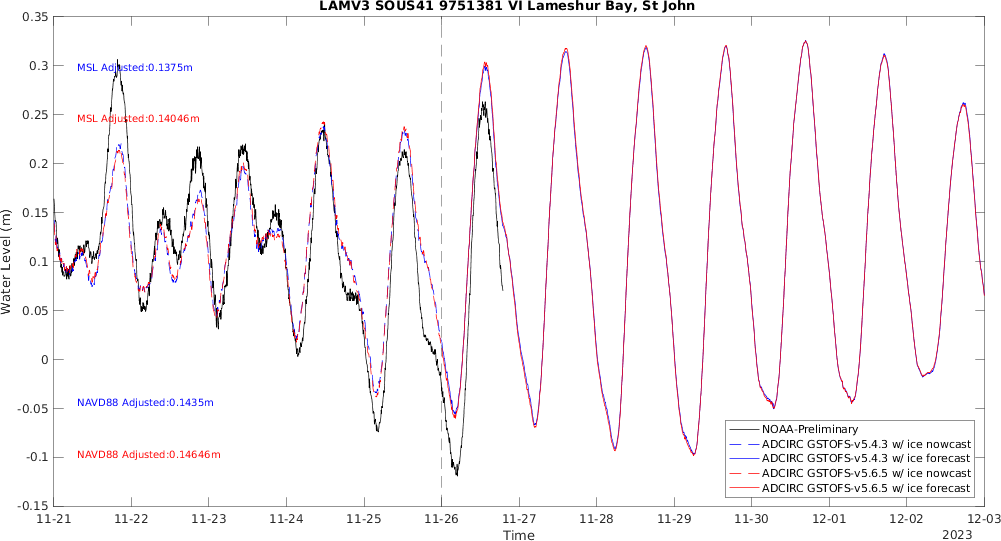 LAMV3 SOUS41 9751381 VI Lameshur Bay, St John
0.35
0.3
0.25
0.2
0.15
0.1
0.05
0
-0.05
-0.1
-0.15
Water Level (m)
MSL Adjusted:0.1375m
MSL Adjusted:0.14046m
NAVD88 Adjusted:0.1435m
NAVD88 Adjusted:0.14646m
NOAA-Preliminary
ADCIRC GSTOFS-v5.4.3 w/ ice nowcast
ADCIRC GSTOFS-v5.4.3 w/ ice forecast
ADCIRC GSTOFS-v5.6.5 w/ ice nowcast
ADCIRC GSTOFS-v5.6.5 w/ ice forecast
11-21 11-22 11-23 11-24 11-25 11-26 11-27 11-28 11-29 11-30 12-01 12-02 12-03
Time
2023